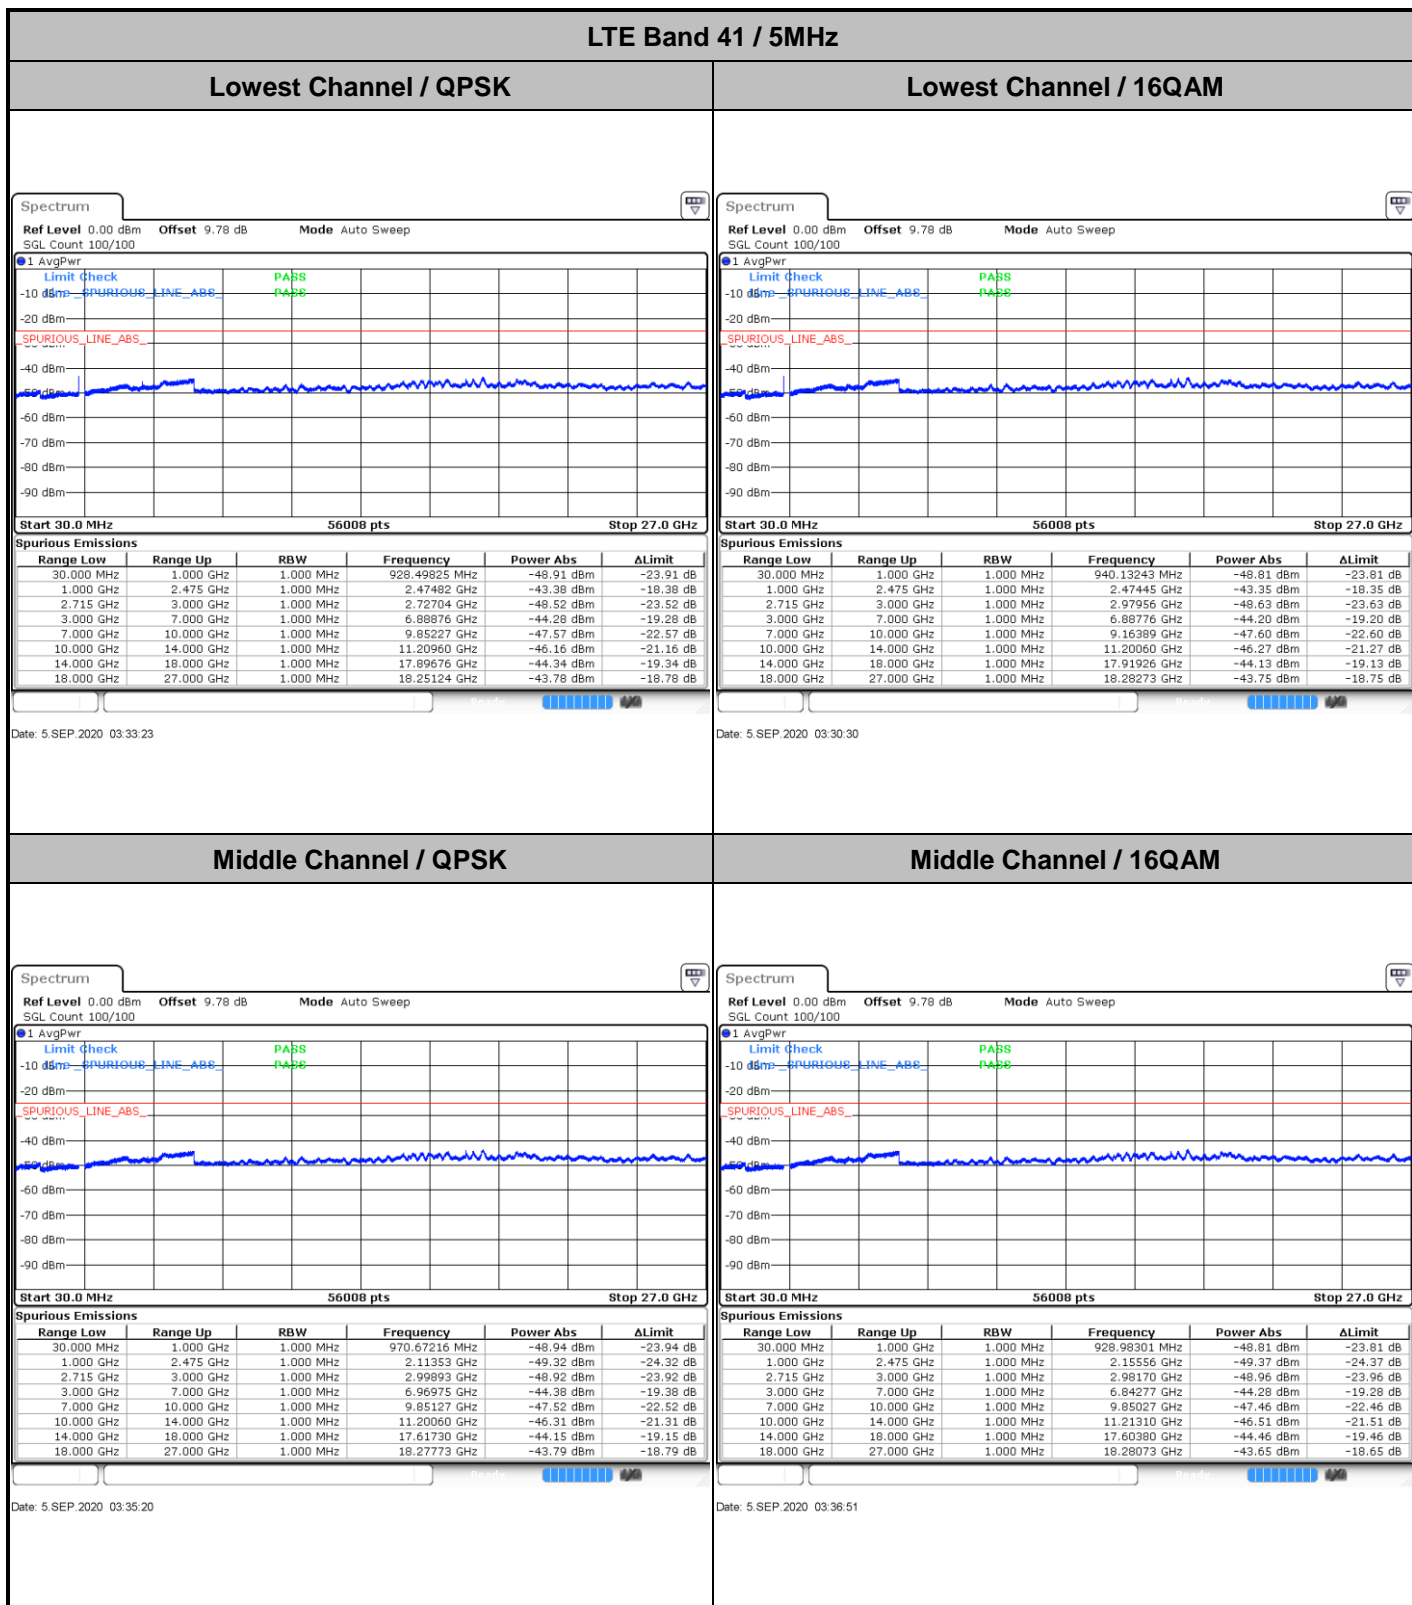 LTE Band 41 / 5MHz
Lowest Channel / QPSK
Lowest Channel / 16QAM
Spectrum
Ref Level 0.00 dBm Offset 9.78 dB Mode Auto Sweep
SGL Count 100/100
1 AvgPwr
Limit Check PASS
Line _SPURIOUS_LINE_ABS_ PASS
-10 dBm
-20 dBm
_SPURIOUS_LINE_ABS_
-40 dBm
-50 dBm
-60 dBm
-70 dBm
-80 dBm
-90 dBm
Start 30.0 MHz 56008 pts Stop 27.0 GHz
Spurious Emissions
Range Low Range Up RBW Frequency Power Abs ΔLimit
30.000 MHz 1.000 GHz 1.000 MHz 928.49825 MHz -48.91 dBm -23.91 dB
1.000 GHz 2.475 GHz 1.000 MHz 2.47482 GHz -43.38 dBm -18.38 dB
2.715 GHz 3.000 GHz 1.000 MHz 2.72704 GHz -48.52 dBm -23.52 dB
3.000 GHz 7.000 GHz 1.000 MHz 6.88876 GHz -44.28 dBm -19.28 dB
7.000 GHz 10.000 GHz 1.000 MHz 9.85227 GHz -47.57 dBm -22.57 dB
10.000 GHz 14.000 GHz 1.000 MHz 11.20960 GHz -46.16 dBm -21.16 dB
14.000 GHz 18.000 GHz 1.000 MHz 17.89676 GHz -44.34 dBm -19.34 dB
18.000 GHz 27.000 GHz 1.000 MHz 18.25124 GHz -43.78 dBm -18.78 dB
Ready
Date: 5.SEP.2020 03:33:23
Spectrum
Ref Level 0.00 dBm Offset 9.78 dB Mode Auto Sweep
SGL Count 100/100
1 AvgPwr
Limit Check PASS
Line _SPURIOUS_LINE_ABS_ PASS
-10 dBm
-20 dBm
_SPURIOUS_LINE_ABS_
-40 dBm
-50 dBm
-60 dBm
-70 dBm
-80 dBm
-90 dBm
Start 30.0 MHz 56008 pts Stop 27.0 GHz
Spurious Emissions
Range Low Range Up RBW Frequency Power Abs ΔLimit
30.000 MHz 1.000 GHz 1.000 MHz 940.13243 MHz -48.81 dBm -23.81 dB
1.000 GHz 2.475 GHz 1.000 MHz 2.47445 GHz -43.35 dBm -18.35 dB
2.715 GHz 3.000 GHz 1.000 MHz 2.97956 GHz -48.63 dBm -23.63 dB
3.000 GHz 7.000 GHz 1.000 MHz 6.88776 GHz -44.20 dBm -19.20 dB
7.000 GHz 10.000 GHz 1.000 MHz 9.16389 GHz -47.60 dBm -22.60 dB
10.000 GHz 14.000 GHz 1.000 MHz 11.20060 GHz -46.27 dBm -21.27 dB
14.000 GHz 18.000 GHz 1.000 MHz 17.91926 GHz -44.13 dBm -19.13 dB
18.000 GHz 27.000 GHz 1.000 MHz 18.28273 GHz -43.75 dBm -18.75 dB
Ready
Date: 5.SEP.2020 03:30:30
Middle Channel / QPSK
Middle Channel / 16QAM
Spectrum
Ref Level 0.00 dBm Offset 9.78 dB Mode Auto Sweep
SGL Count 100/100
1 AvgPwr
Limit Check PASS
Line _SPURIOUS_LINE_ABS_ PASS
-10 dBm
-20 dBm
_SPURIOUS_LINE_ABS_
-40 dBm
-50 dBm
-60 dBm
-70 dBm
-80 dBm
-90 dBm
Start 30.0 MHz 56008 pts Stop 27.0 GHz
Spurious Emissions
Range Low Range Up RBW Frequency Power Abs ΔLimit
30.000 MHz 1.000 GHz 1.000 MHz 970.67216 MHz -48.94 dBm -23.94 dB
1.000 GHz 2.475 GHz 1.000 MHz 2.11353 GHz -49.32 dBm -24.32 dB
2.715 GHz 3.000 GHz 1.000 MHz 2.99893 GHz -48.92 dBm -23.92 dB
3.000 GHz 7.000 GHz 1.000 MHz 6.96975 GHz -44.38 dBm -19.38 dB
7.000 GHz 10.000 GHz 1.000 MHz 9.85127 GHz -47.52 dBm -22.52 dB
10.000 GHz 14.000 GHz 1.000 MHz 11.20060 GHz -46.31 dBm -21.31 dB
14.000 GHz 18.000 GHz 1.000 MHz 17.61730 GHz -44.15 dBm -19.15 dB
18.000 GHz 27.000 GHz 1.000 MHz 18.27773 GHz -43.79 dBm -18.79 dB
Ready
Date: 5.SEP.2020 03:35:20
Spectrum
Ref Level 0.00 dBm Offset 9.78 dB Mode Auto Sweep
SGL Count 100/100
1 AvgPwr
Limit Check PASS
Line _SPURIOUS_LINE_ABS_ PASS
-10 dBm
-20 dBm
_SPURIOUS_LINE_ABS_
-40 dBm
-50 dBm
-60 dBm
-70 dBm
-80 dBm
-90 dBm
Start 30.0 MHz 56008 pts Stop 27.0 GHz
Spurious Emissions
Range Low Range Up RBW Frequency Power Abs ΔLimit
30.000 MHz 1.000 GHz 1.000 MHz 928.98301 MHz -48.81 dBm -23.81 dB
1.000 GHz 2.475 GHz 1.000 MHz 2.15556 GHz -49.37 dBm -24.37 dB
2.715 GHz 3.000 GHz 1.000 MHz 2.98170 GHz -48.96 dBm -23.96 dB
3.000 GHz 7.000 GHz 1.000 MHz 6.84277 GHz -44.28 dBm -19.28 dB
7.000 GHz 10.000 GHz 1.000 MHz 9.85027 GHz -47.46 dBm -22.46 dB
10.000 GHz 14.000 GHz 1.000 MHz 11.21310 GHz -46.51 dBm -21.51 dB
14.000 GHz 18.000 GHz 1.000 MHz 17.60380 GHz -44.46 dBm -19.46 dB
18.000 GHz 27.000 GHz 1.000 MHz 18.28073 GHz -43.65 dBm -18.65 dB
Ready
Date: 5.SEP.2020 03:36:51